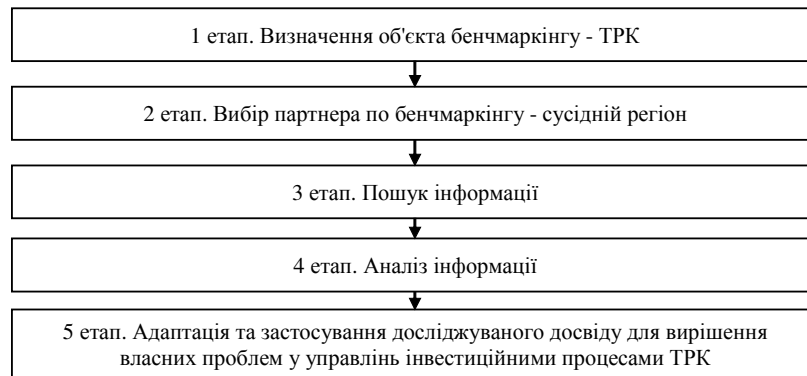 1 етап. Визначення об'єкта бенчмаркінгу - ТРК
2 етап. Вибір партнера по бенчмаркінгу - сусідній регіон
3 етап. Пошук інформації
4 етап. Аналіз інформації
5 етап. Адаптація та застосування досліджуваного досвіду для вирішення
власних проблем у управлінь інвестиційними процесами ТРК